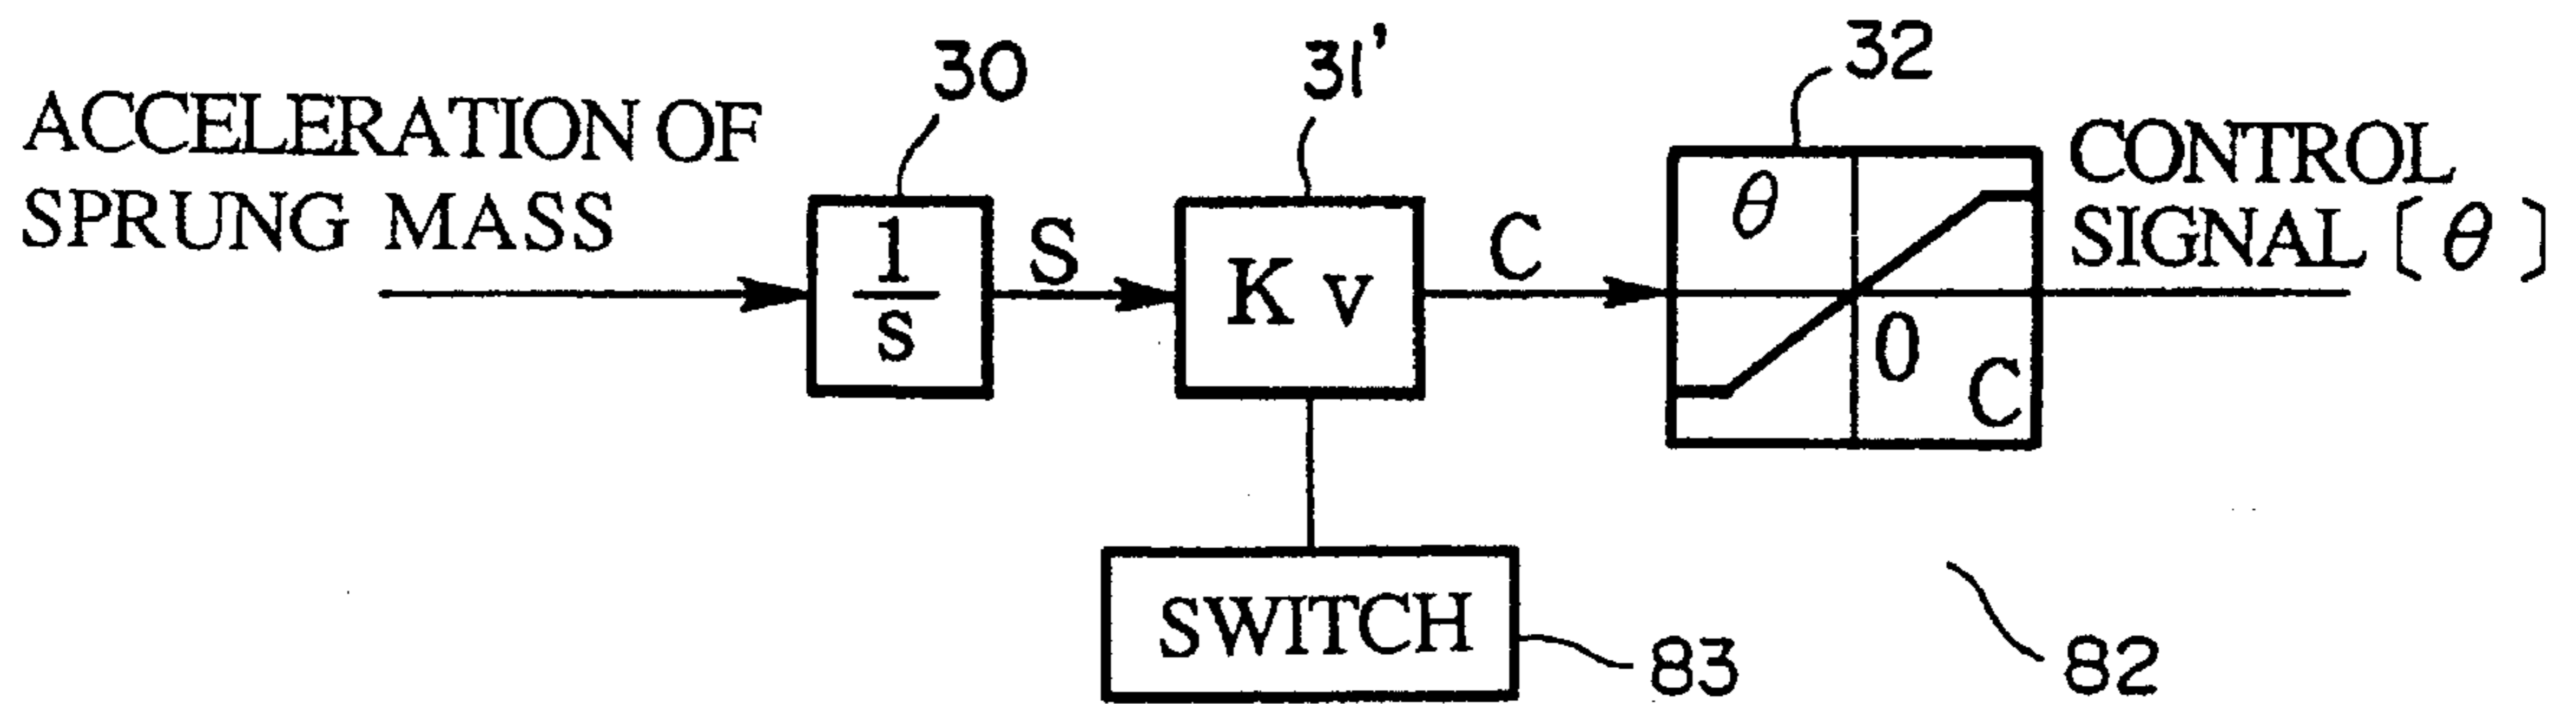 30
31'
32
ACCELERATION OF
SPRUNG MASS
1
s
S
K v
C
θ
0
C
CONTROL
SIGNAL [ θ ]
SWITCH
83
82